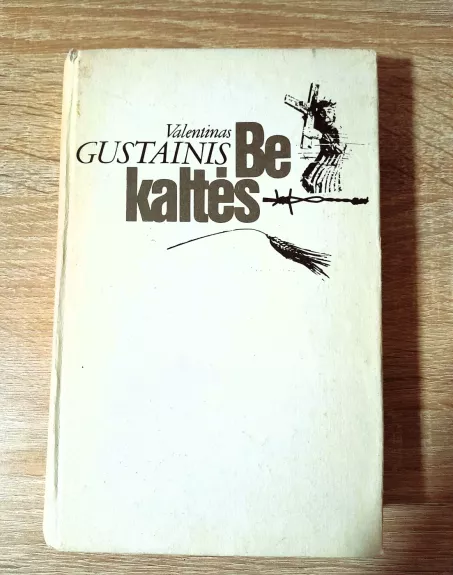 Valentinas
GUSTAINIS
Be
kaltės